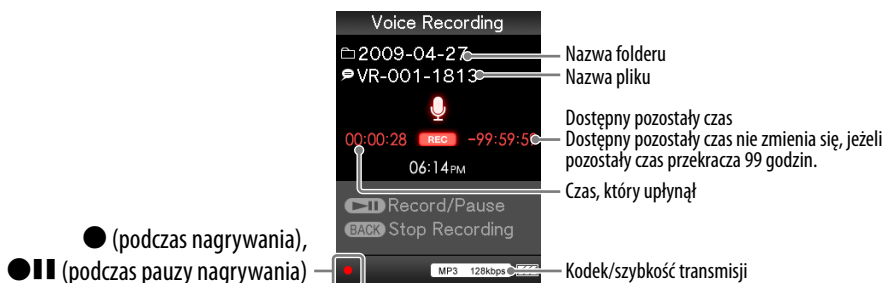 Voice Recording
2009-04-27
Nazwa folderu
VR-001-1813
Nazwa pliku
Dostępny pozostały czas
Dostępny pozostały czas nie zmienia się, jeżeli
pozostały czas przekracza 99 godzin.
00:00:28 REC -99:59:59
06:14PM
Czas, który upłynął
Record/Pause
BACK Stop Recording
● (podczas nagrywania),
●II (podczas pauzy nagrywania)
MP3 128kbps
Kodek/szybkość transmisji